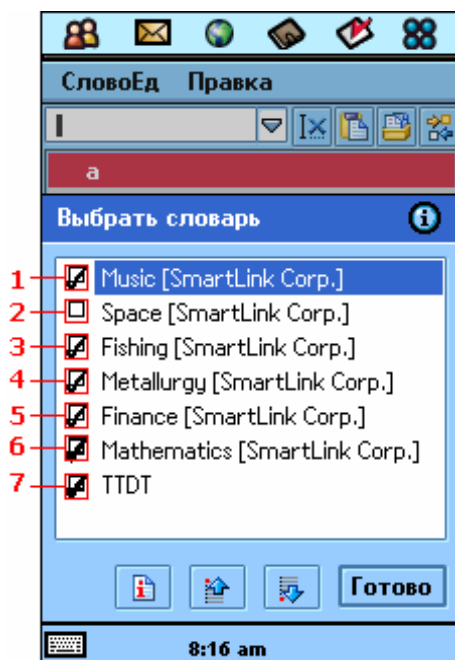 СловоЕд Правка
a
Выбрать словарь
1 Music [SmartLink Corp.]
2 Space [SmartLink Corp.]
3 Fishing [SmartLink Corp.]
4 Metallurgy [SmartLink Corp.]
5 Finance [SmartLink Corp.]
6 Mathematics [SmartLink Corp.]
7 TTDT
Готово
8:16 am